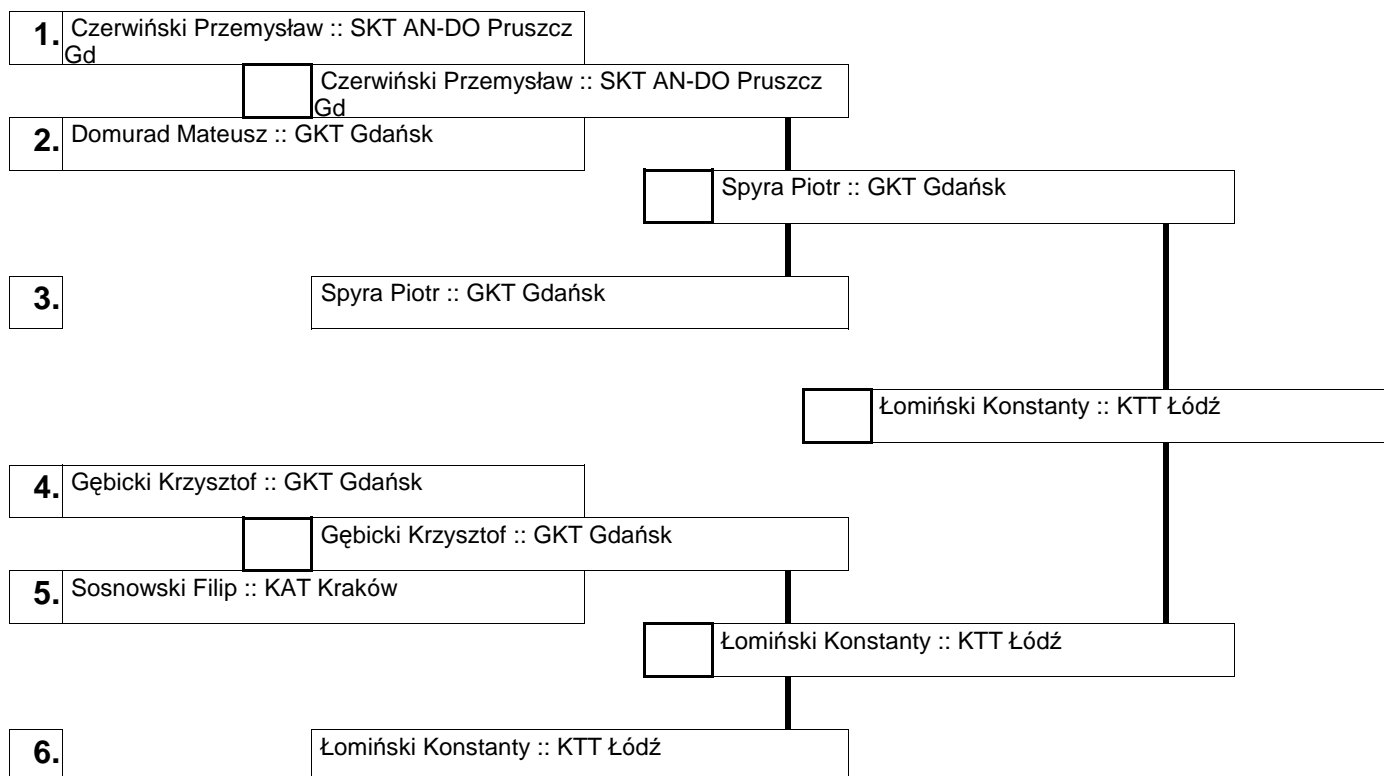 1. Czerwiński Przemysław :: SKT AN-DO Pruszcz
Gd
Czerwiński Przemysław :: SKT AN-DO Pruszcz
Gd
2. Domurad Mateusz :: GKT Gdańsk
Spyra Piotr :: GKT Gdańsk
3. Spyra Piotr :: GKT Gdańsk
Łomiński Konstanty :: KTT Łódź
4. Gębicki Krzysztof :: GKT Gdańsk
Gębicki Krzysztof :: GKT Gdańsk
5. Sosnowski Filip :: KAT Kraków
Łomiński Konstanty :: KTT Łódź
6. Łomiński Konstanty :: KTT Łódź